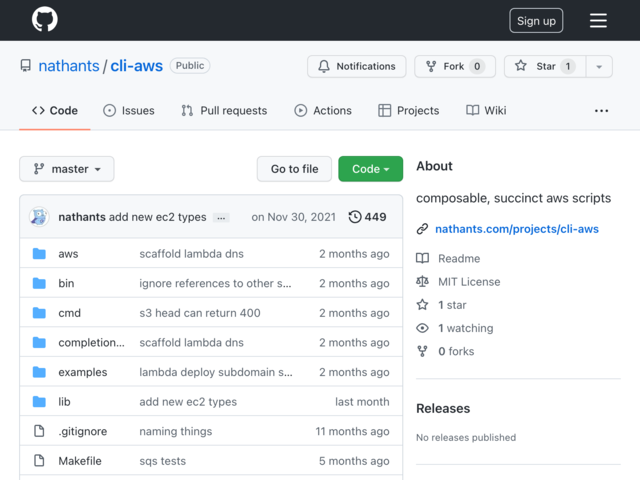 Sign up
nathants / cli-aws Public
Notifications Fork 0 Star 1
Code Issues Pull requests Actions Projects Wiki ...
master Go to file Code
nathants add new ec2 types ... on Nov 30, 2021 449
aws scaffold lambda dns 2 months ago
bin ignore references to other s... 2 months ago
cmd s3 head can return 400 2 months ago
completion... scaffold lambda dns 2 months ago
examples lambda deploy subdomain s... 2 months ago
lib add new ec2 types last month
.gitignore naming things 11 months ago
Makefile sqs tests 5 months ago
About
composable, succinct aws scripts
nathants.com/projects/cli-aws
Readme
MIT License
1 star
1 watching
0 forks
Releases
No releases published